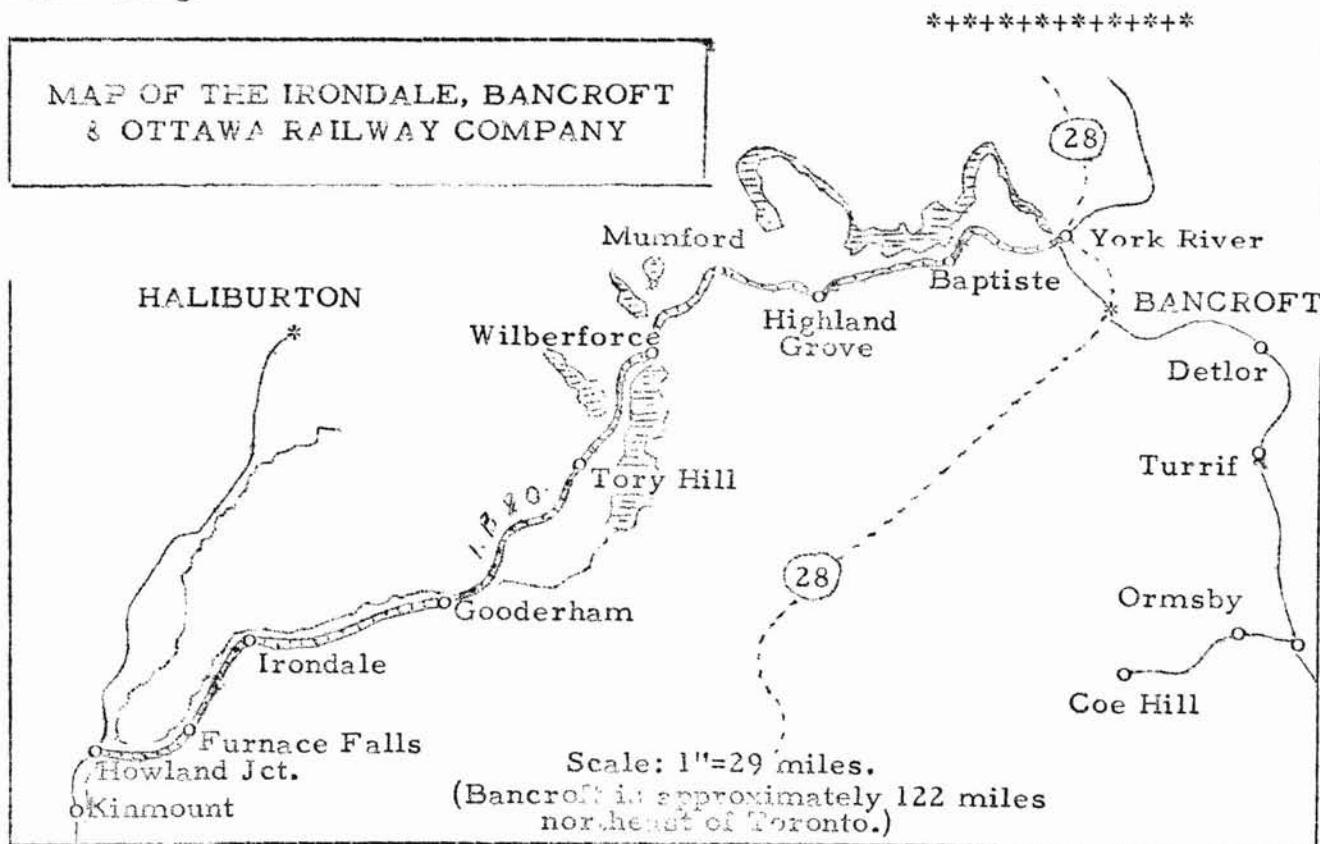 *+*+*+*+*+*+*+*+*+*
MAP OF THE IRONDALE, BANCROFT
& OTTAWA RAILWAY COMPANY
28
York River
Mumford
Baptiste
HALIBURTON
BANCROFT
Highland
Grove
Wilberforce
Detlor
Turrif
Tory Hill
I.B & O.
28
Ormsby
Gooderham
Irondale
Coe Hill
Furnace Falls
Howland Jct.
Kinmount
Scale: 1"=29 miles.
(Bancroft is approximately 122 miles
northeast of Toronto.)